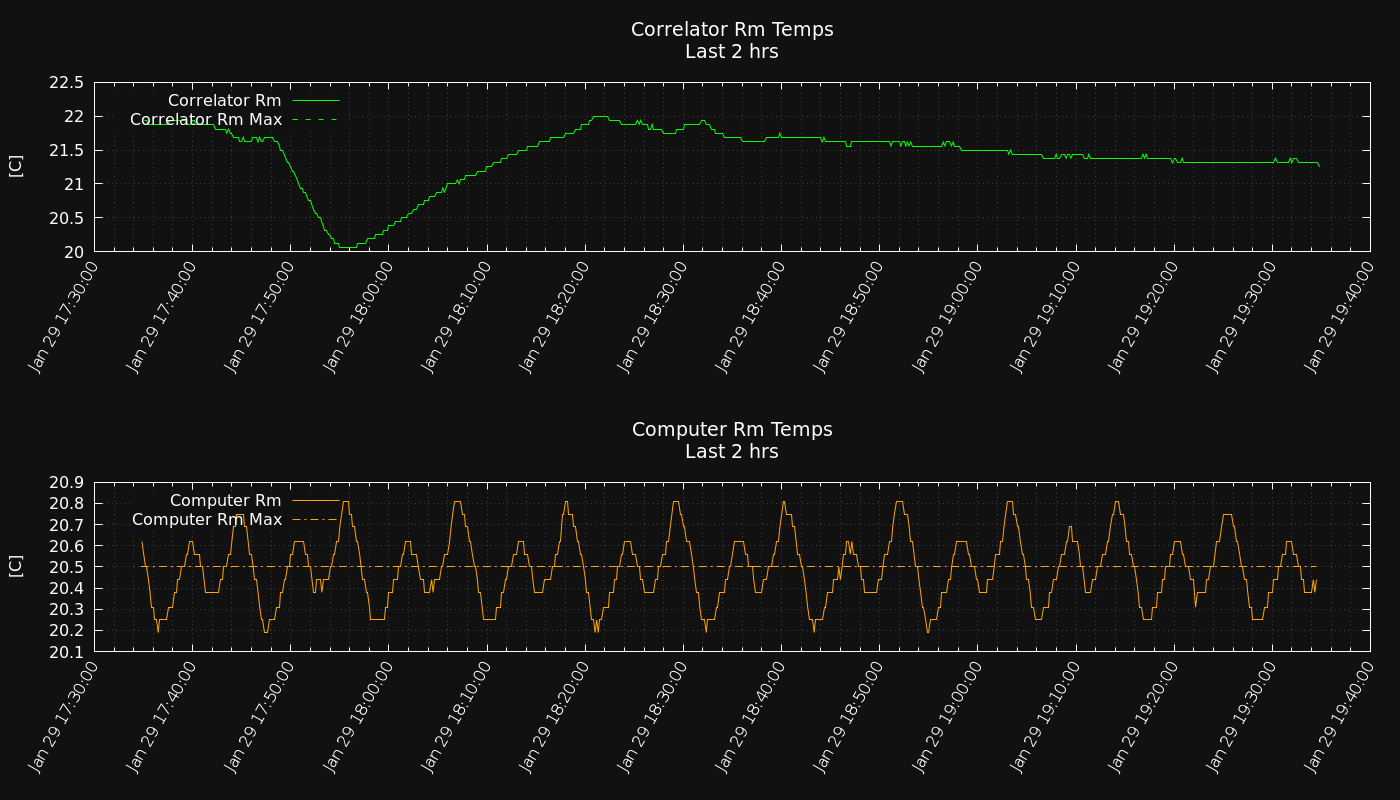 Correlator Rm Temps
Last 2 hrs
22.5
22
21.5
21
20.5
20
[C]
Correlator Rm
Correlator Rm Max
Jan 29 17:30:00
Jan 29 17:40:00
Jan 29 17:50:00
Jan 29 18:00:00
Jan 29 18:10:00
Jan 29 18:20:00
Jan 29 18:30:00
Jan 29 18:40:00
Jan 29 18:50:00
Jan 29 19:00:00
Jan 29 19:10:00
Jan 29 19:20:00
Jan 29 19:30:00
Jan 29 19:40:00
Computer Rm Temps
Last 2 hrs
20.9
20.8
20.7
20.6
20.5
20.4
20.3
20.2
20.1
[C]
Computer Rm
Computer Rm Max
Jan 29 17:30:00
Jan 29 17:40:00
Jan 29 17:50:00
Jan 29 18:00:00
Jan 29 18:10:00
Jan 29 18:20:00
Jan 29 18:30:00
Jan 29 18:40:00
Jan 29 18:50:00
Jan 29 19:00:00
Jan 29 19:10:00
Jan 29 19:20:00
Jan 29 19:30:00
Jan 29 19:40:00